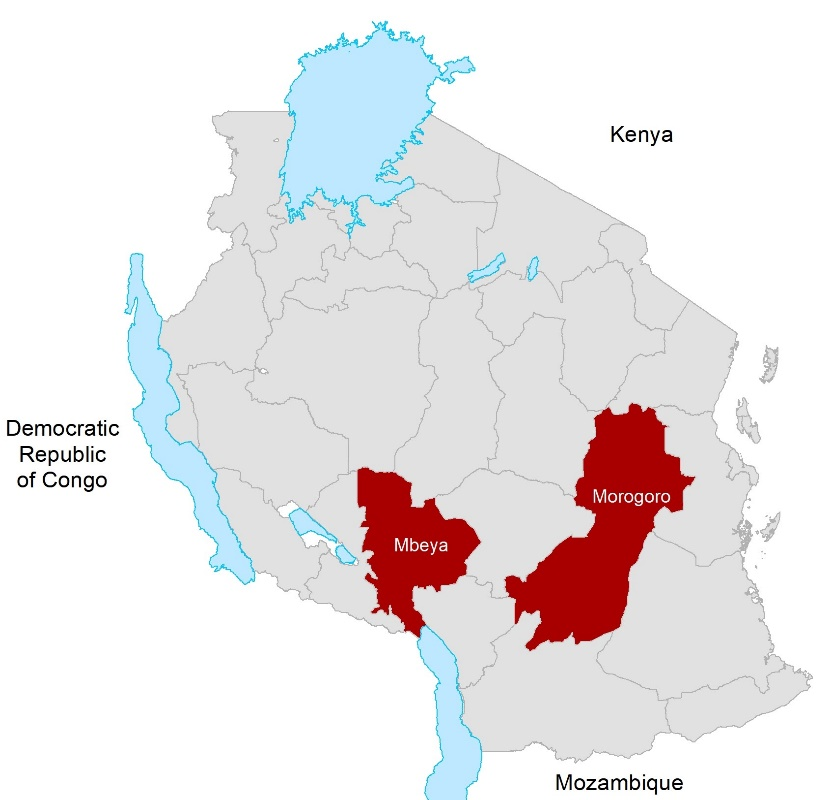 Kenya
Democratic
Republic
of Congo
Morogoro
Mbeya
Mozambique